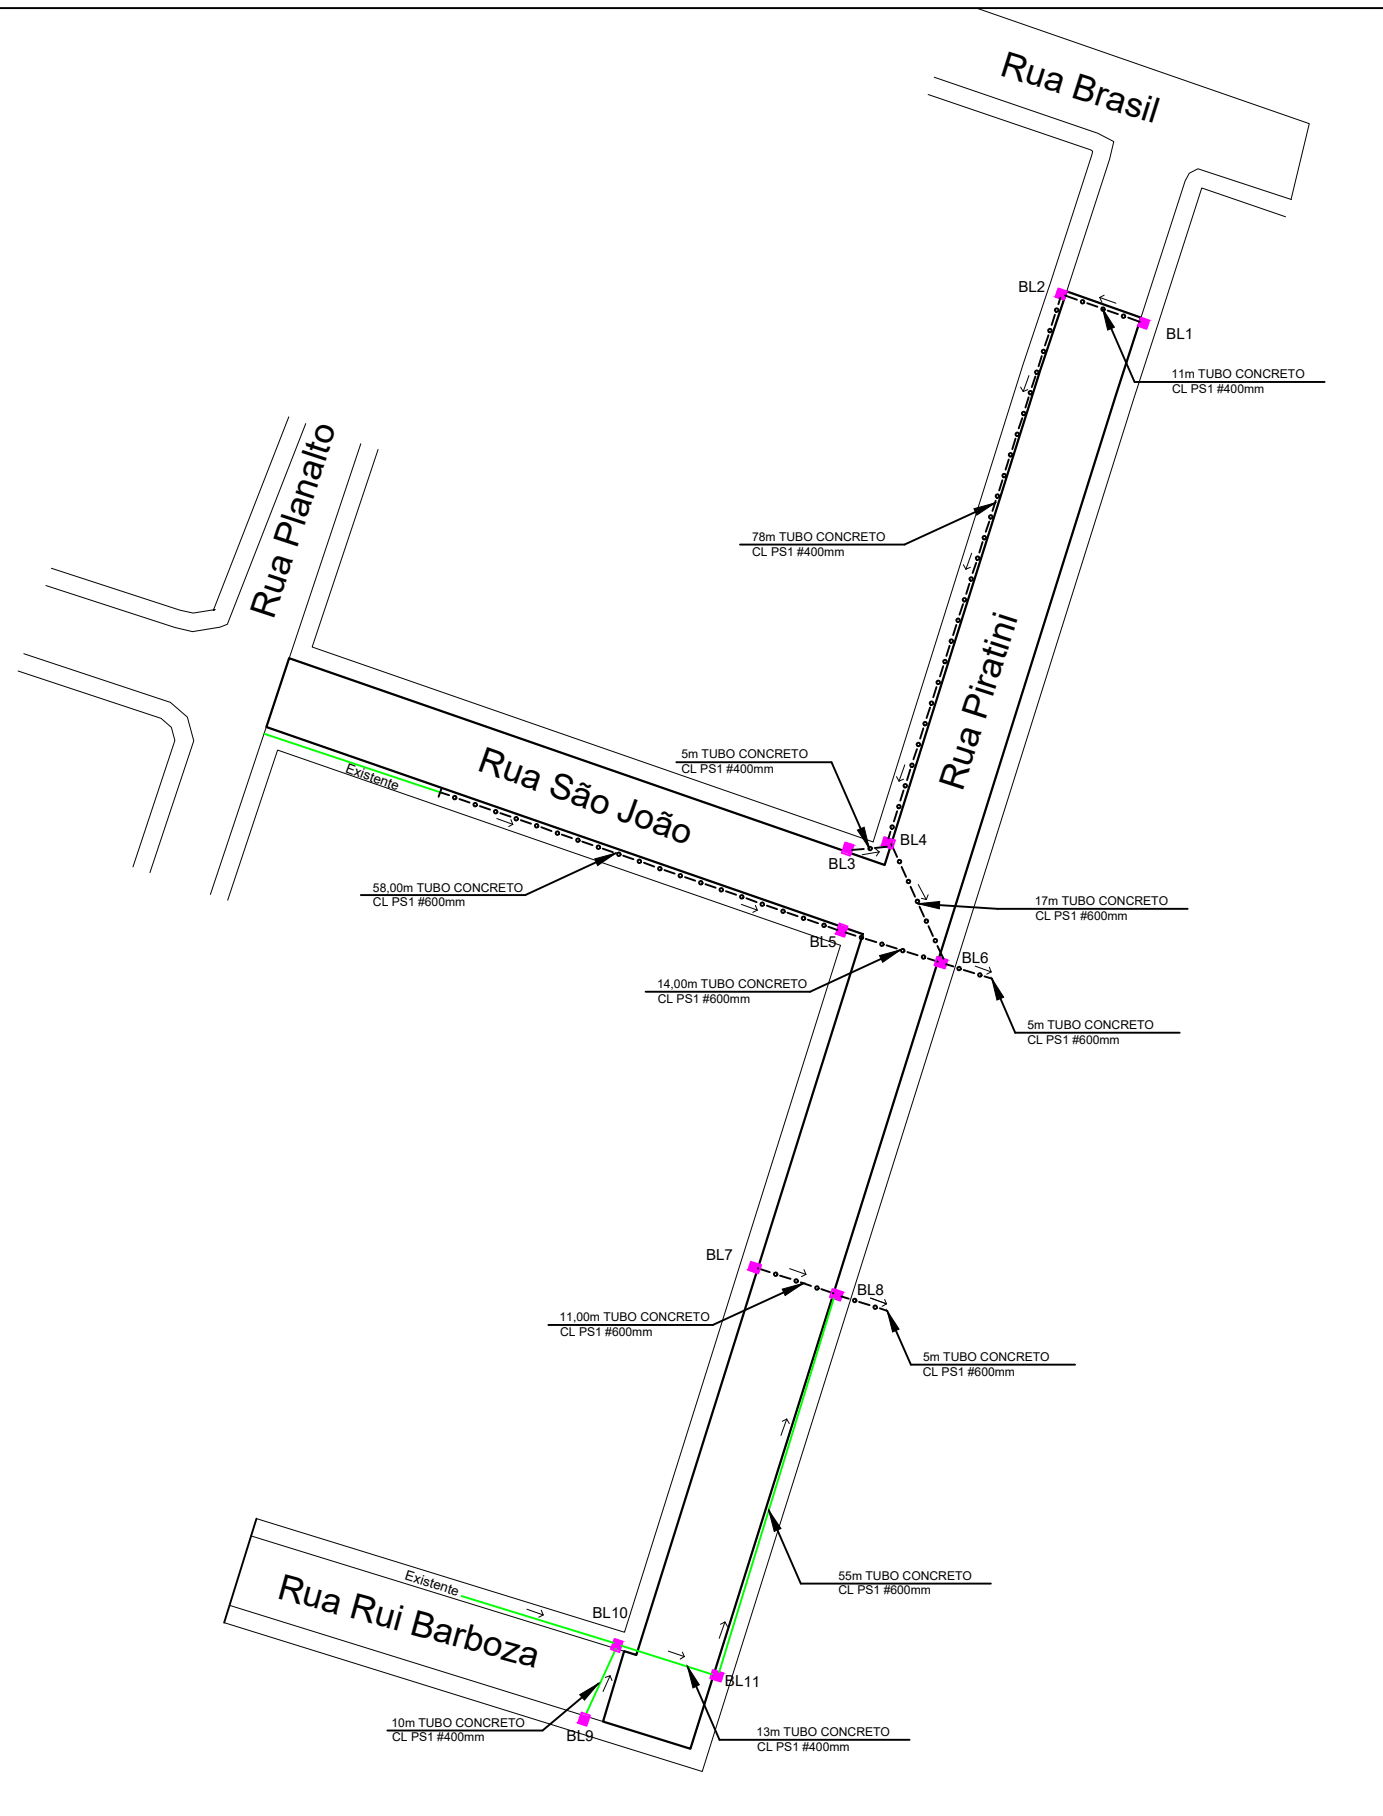 Rua Brasil
BL2
BL1
11m TUBO CONCRETO
CL PS1 #400mm
Rua Planalto
78m TUBO CONCRETO
CL PS1 #400mm
Rua Piratini
5m TUBO CONCRETO
CL PS1 #400mm
Rua São João
Existente
BL4
BL3
58,00m TUBO CONCRETO
CL PS1 #600mm
17m TUBO CONCRETO
CL PS1 #600mm
BL5
BL6
14,00m TUBO CONCRETO
CL PS1 #600mm
5m TUBO CONCRETO
CL PS1 #600mm
BL7
BL8
11,00m TUBO CONCRETO
CL PS1 #600mm
5m TUBO CONCRETO
CL PS1 #600mm
55m TUBO CONCRETO
CL PS1 #600mm
Existente
Rua Rui Barboza
BL10
BL11
10m TUBO CONCRETO
CL PS1 #400mm
BL9
13m TUBO CONCRETO
CL PS1 #400mm